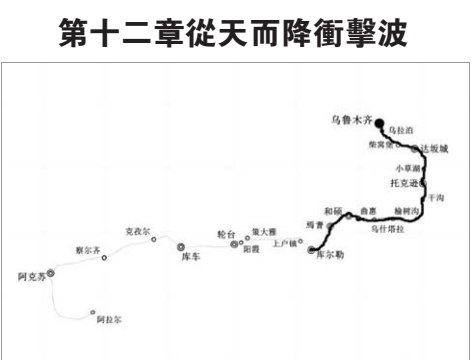 第十二章從天而降衝擊波
乌鲁木齐
乌拉泊
柴窝堡
达坂城
小草湖
托克逊
干沟
和硕
曲惠
榆树沟
焉耆
乌什塔拉
克孜尔
轮台
策大雅
上户镇
库尔勒
察尔齐
库车
阳霞
阿克苏
阿拉尔